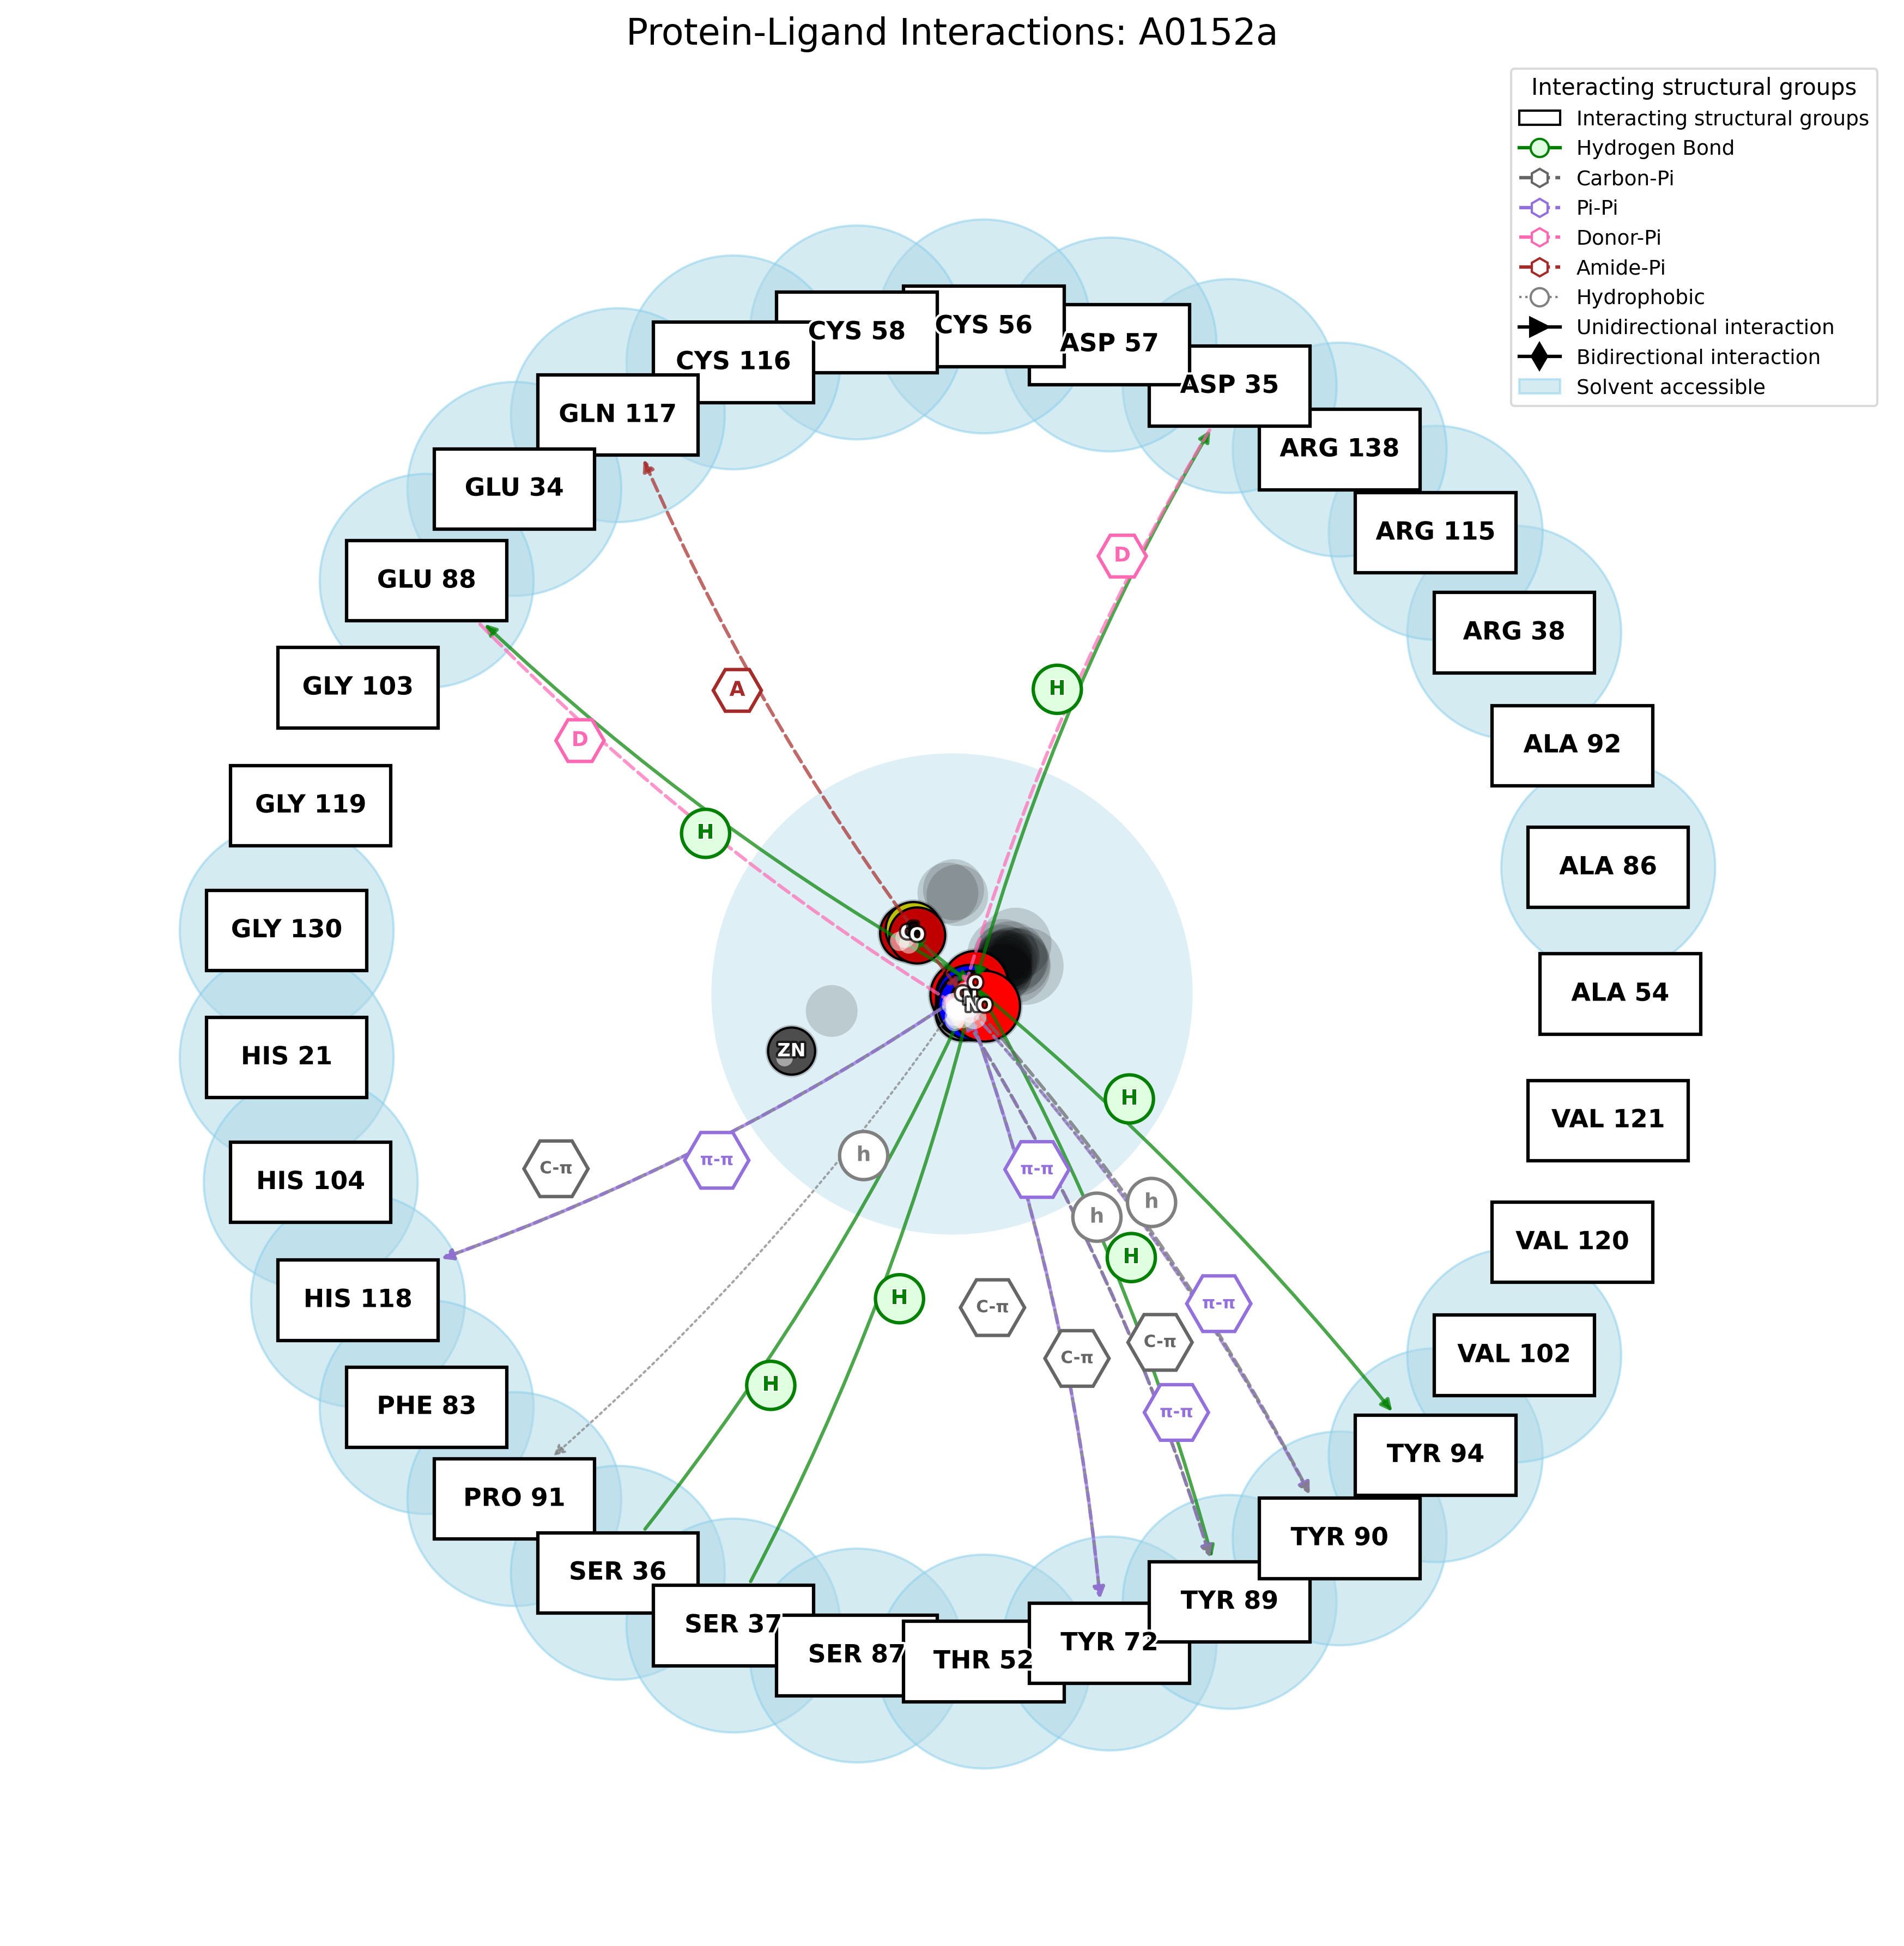 Protein-Ligand Interactions: A0152a
Interacting structural groups
Interacting structural groups
Hydrogen Bond
Carbon-Pi
Pi-Pi
Donor-Pi
Amide-Pi
Hydrophobic
Unidirectional interaction
Bidirectional interaction
Solvent accessible
CYS 56
CYS 58
ASP 57
CYS 116
ASP 35
GLN 117
ARG 138
GLU 34
ARG 115
D
GLU 88
ARG 38
GLY 103
A
H
D
ALA 92
GLY 119
H
ALA 86
GLY 130
O
O
O
N
O
ALA 54
ZN
HIS 21
H
VAL 121
C-π
π-π
h
π-π
HIS 104
h
h
VAL 120
H
HIS 118
H
C-π
π-π
C-π
C-π
VAL 102
H
PHE 83
π-π
TYR 94
PRO 91
TYR 90
SER 36
TYR 89
SER 37
TYR 72
SER 87
THR 52